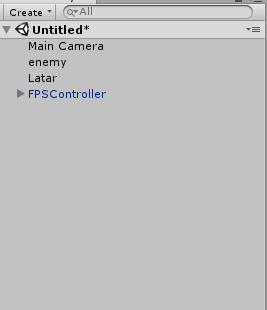 Create All
Untitled*
Main Camera
enemy
Latar
FPSController